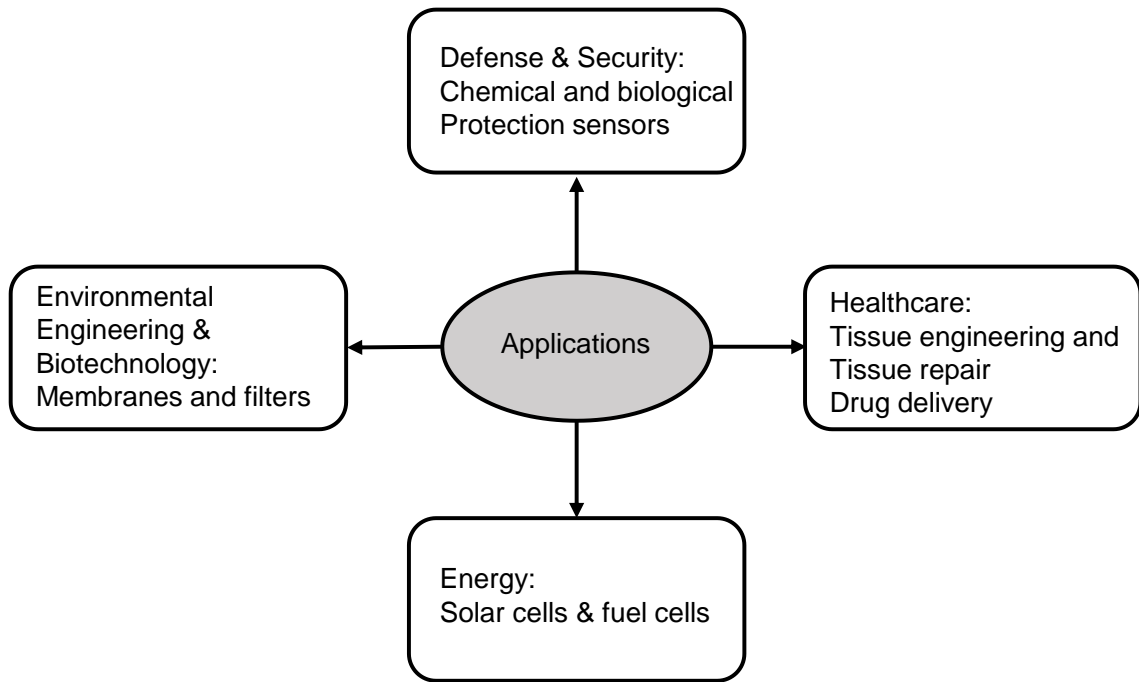 Defense & Security:
Chemical and biological
Protection sensors
Environmental
Engineering &
Biotechnology:
Membranes and filters
Applications
Healthcare:
Tissue engineering and
Tissue repair
Drug delivery
Energy:
Solar cells & fuel cells